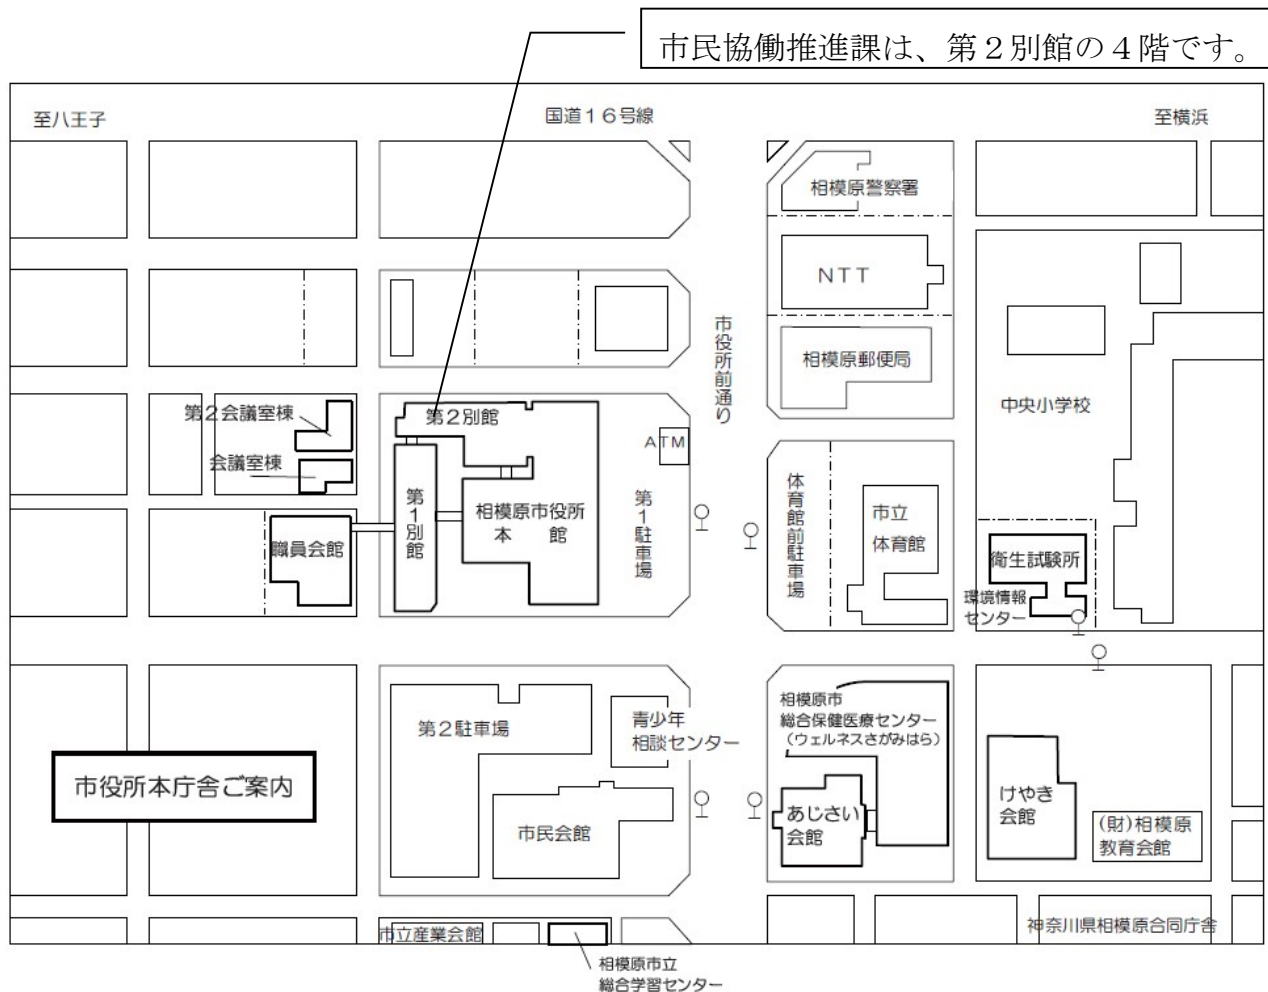 市民協働推進課は、第２別館の４階です。
至八王子
国道１６号線
至横浜
相模原警察署
ＮＴＴ
市役所前通り
相模原郵便局
中央小学校
第２会議室棟
会議室棟
第２別館
ＡＴＭ
第１別館
相模原市役所
本　館
第１駐車場
体育館前駐車場
市立
体育館
職員会館
衛生試験所
環境情報
センター
第２駐車場
青少年
相談センター
相模原市
総合保健医療センター
（ウェルネスさがみはら）
市役所本庁舎ご案内
市民会館
あじさい
会館
けやき
会館
(財)相模原
教育会館
市立産業会館
神奈川県相模原合同庁舎
相模原市立
総合学習センター